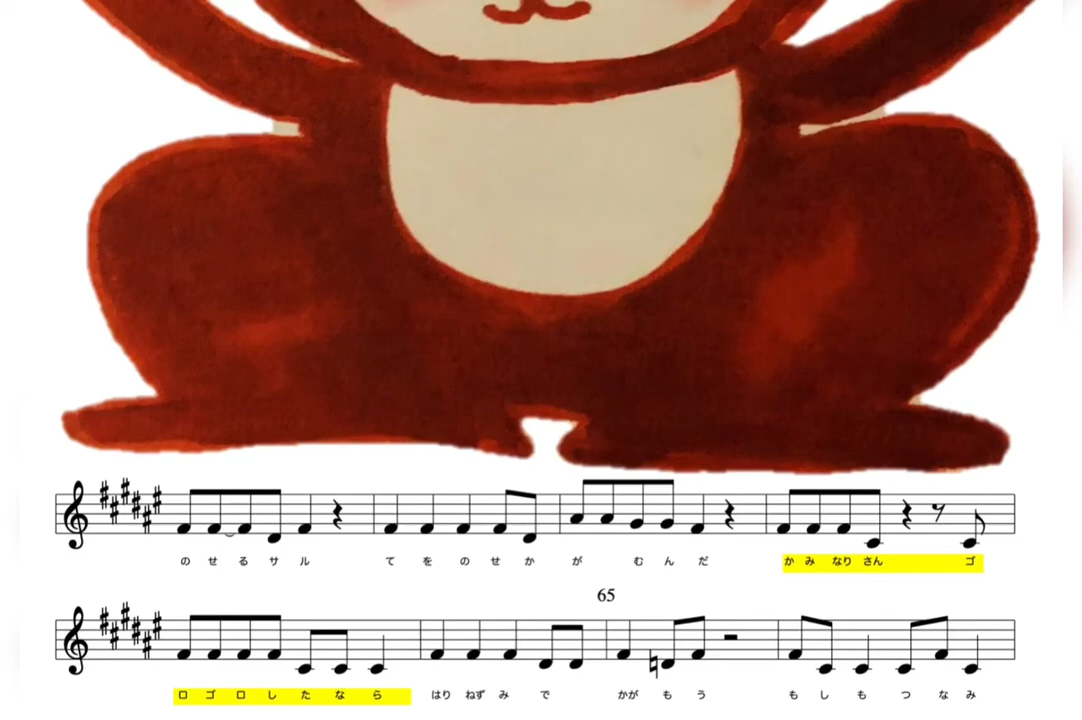 のせるサル てをのせか がむんだ かみなりさん ゴ
65
ロゴロしたなら はりねずみで かがもう もしもつなみ